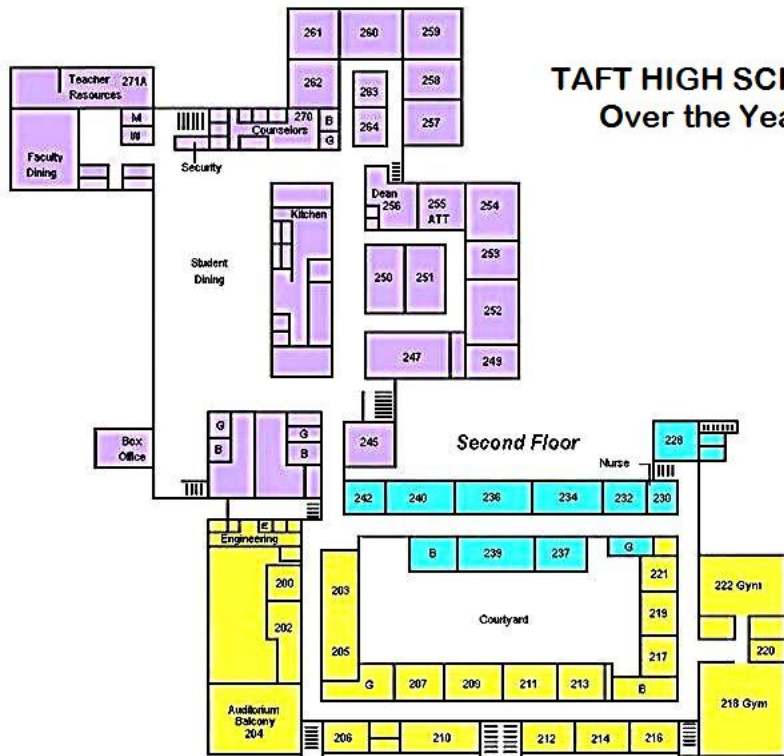 TAFT HIGH SC
Over the Yea
261
260
259
Teacher 271A
Resources
262
263
258
M
W
270
Counselors
B
G
264
257
Faculty
Dining
Security
Dean
256
255
ATT
254
Kitchen
Student
Dining
250
251
253
252
247
249
G
B
G
B
Box
Office
245
Second Floor
228
Nurse
242
240
236
234
232
230
E
Engineering
B
239
237
G
203
221
222 Gym
200
202
Courtyard
219
205
217
220
G
207
209
211
213
B
218 Gym
Auditorium
Balcony
204
206
210
212
214
216